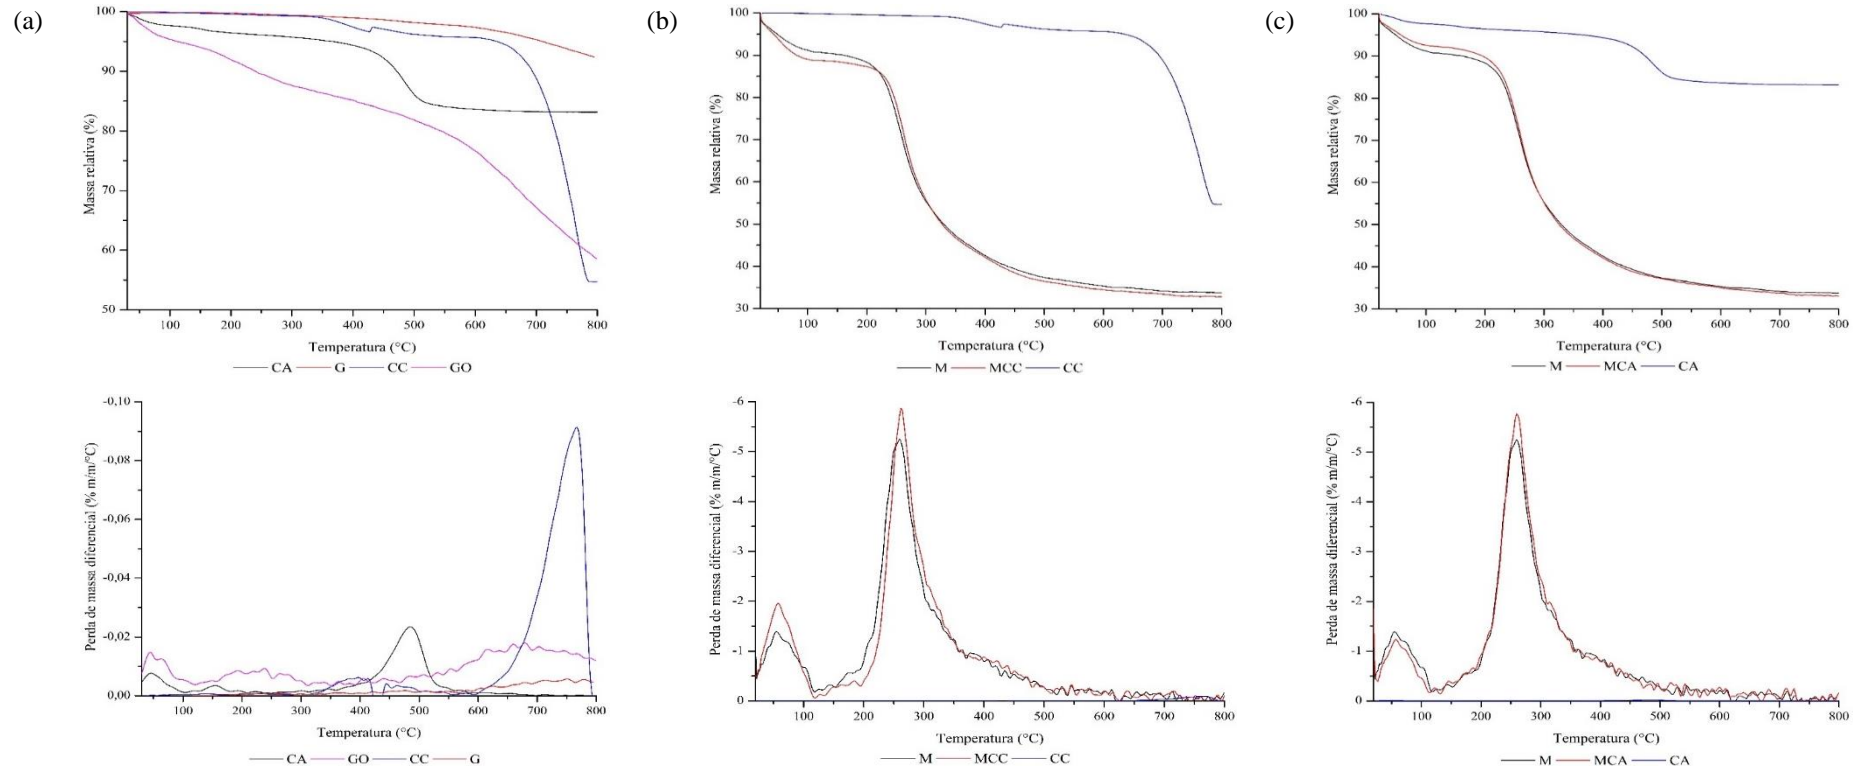 (a)
100
90
80
70
60
50
Massa relativa (%)
100 200 300 400 500 600 700 800
Temperatura (°C)
CA G CC GO
(b)
100
90
80
70
60
50
40
30
Massa relativa (%)
100 200 300 400 500 600 700 800
Temperatura (°C)
M MCC CC
(c)
100
90
80
70
60
50
40
30
Massa relativa (%)
100 200 300 400 500 600 700 800
Temperatura (°C)
M MCA CA
-0,10
-0,08
-0,06
-0,04
-0,02
0,00
Perda de massa diferencial (% m/m/°C)
100 200 300 400 500 600 700 800
Temperatura (°C)
CA GO CC G
-6
-5
-4
-3
-2
-1
0
Perda de massa diferencial (% m/m/°C)
100 200 300 400 500 600 700 800
Temperatura (°C)
M MCC CC
-6
-5
-4
-3
-2
-1
0
Perda de massa diferencial (% m/m/°C)
100 200 300 400 500 600 700 800
Temperatura (°C)
M MCA CA